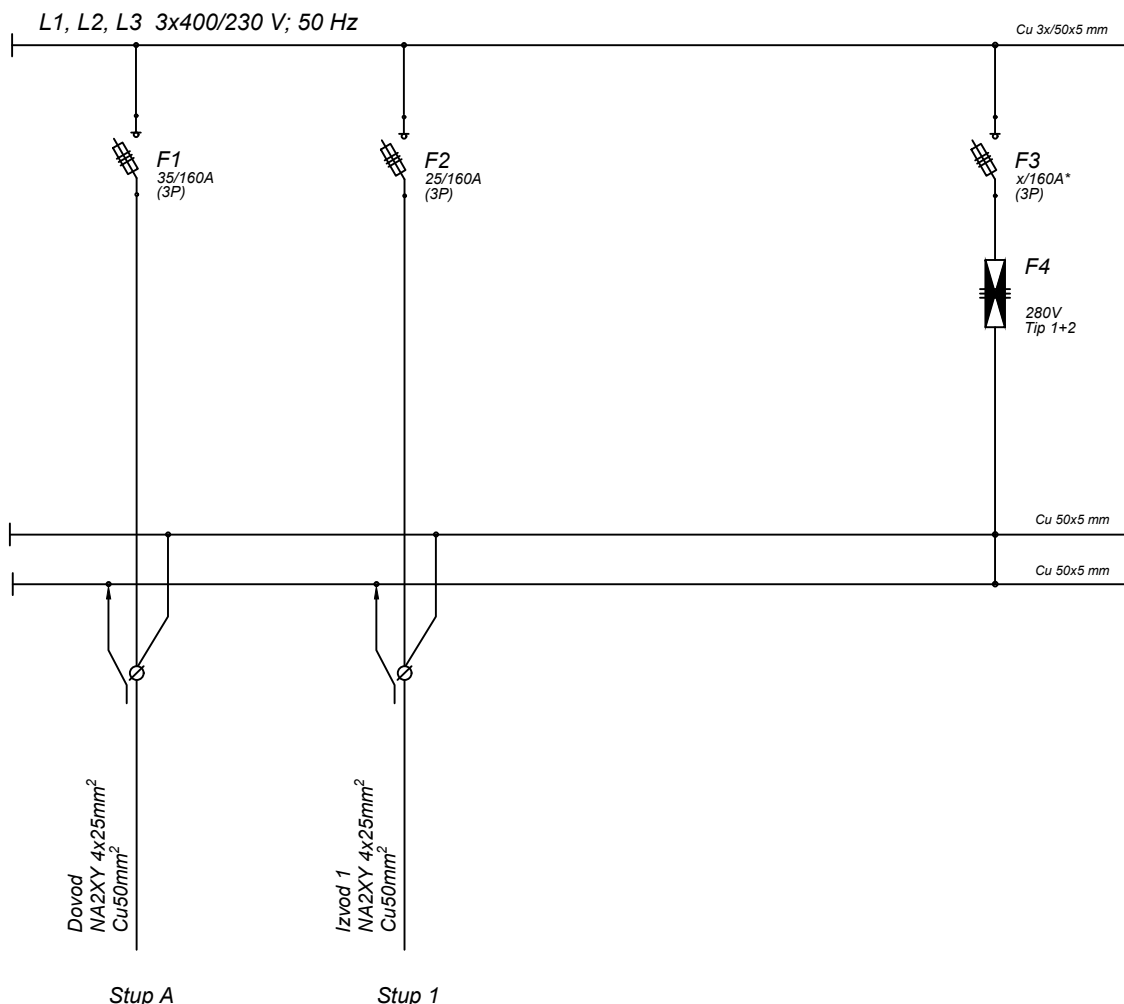 L1, L2, L3 3x400/230 V; 50 Hz
Cu 3x/50x5 mm
F1
35/160A
(3P)
F2
25/160A
(3P)
F3
x/160A*
(3P)
F4
280V
Tip 1+2
Cu 50x5 mm
Cu 50x5 mm
Dovod
NA2XY 4x25mm²
Cu50mm²
Izvod 1
NA2XY 4x25mm²
Cu50mm²
Stup A
Stup 1